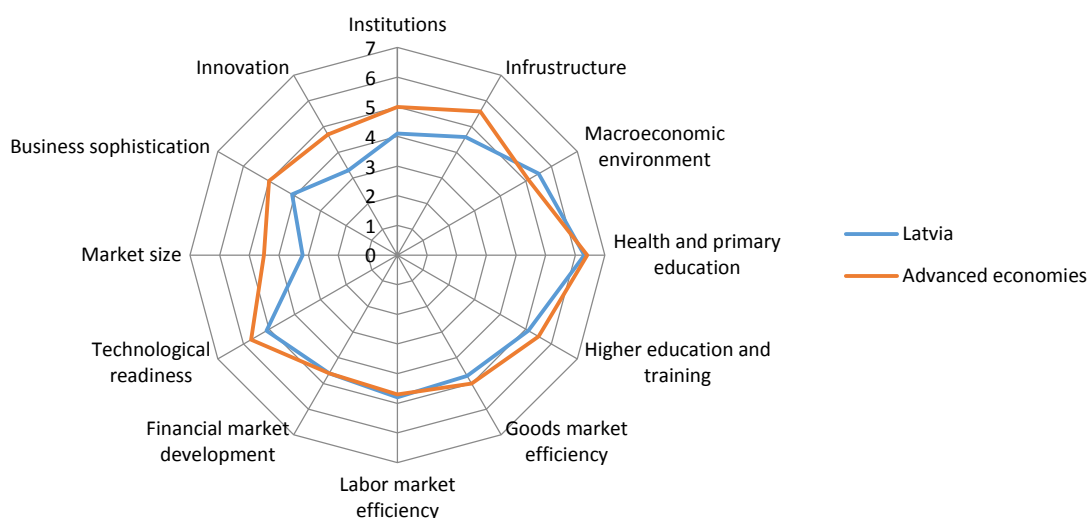 Institutions
7
6
5
4
3
2
1
0
Infrustructure
Macroeconomic
environment
Health and primary
education
Higher education and
training
Goods market
efficiency
Labor market
efficiency
Financial market
development
Technological
readiness
Market size
Business sophistication
Innovation
Latvia
Advanced economies